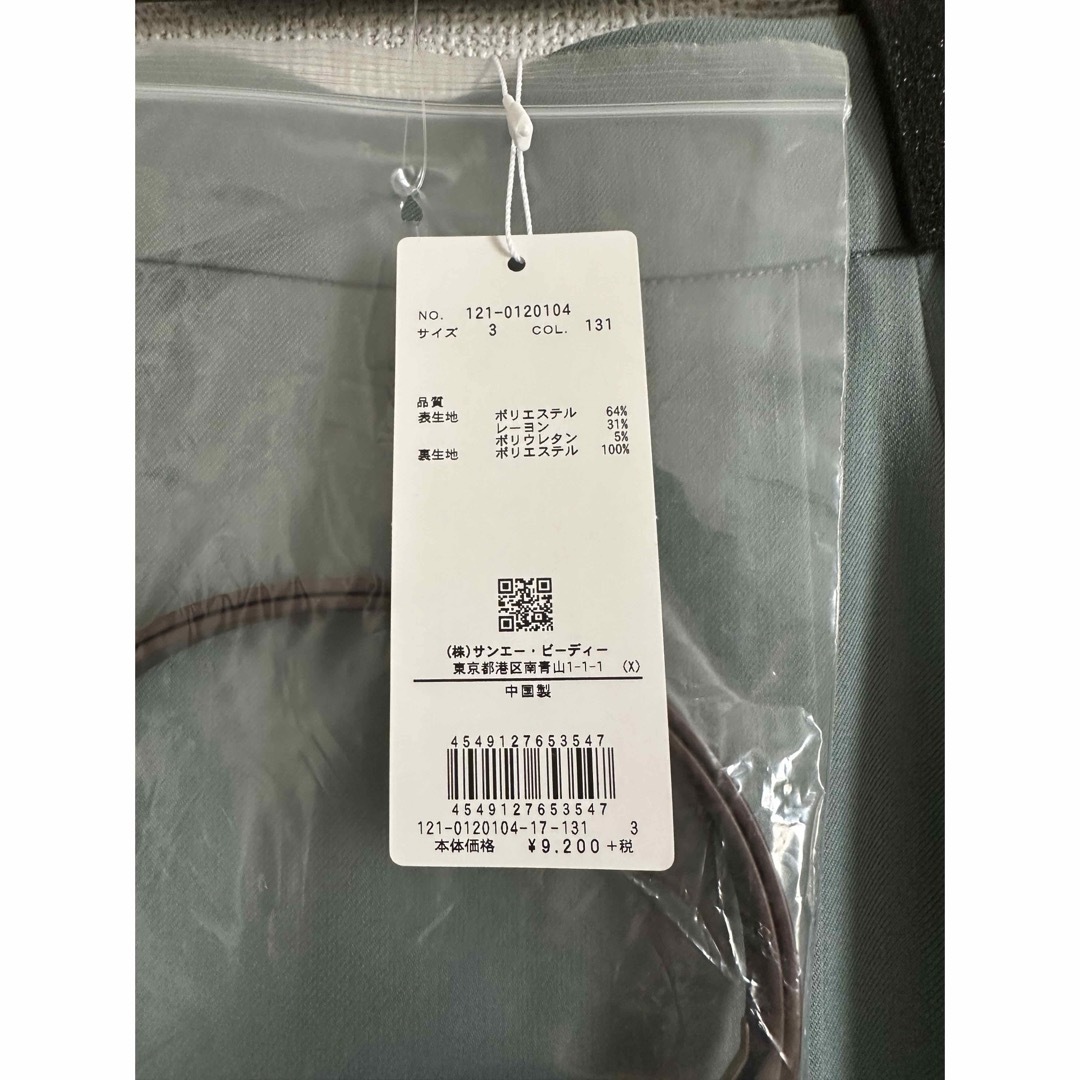 NO. 121-0120104
サイズ 3 COL. 131
品質
表生地 ポリエステル 64%
レーヨン 31%
ポリウレタン 5%
裏生地 ポリエステル 100%
(株)サンエー・ビーディー
東京都港区南青山1-1-1 (X)
中国製
4549127653547
4549127653547
121-0120104-17-131 3
本体価格 ¥9,200+税